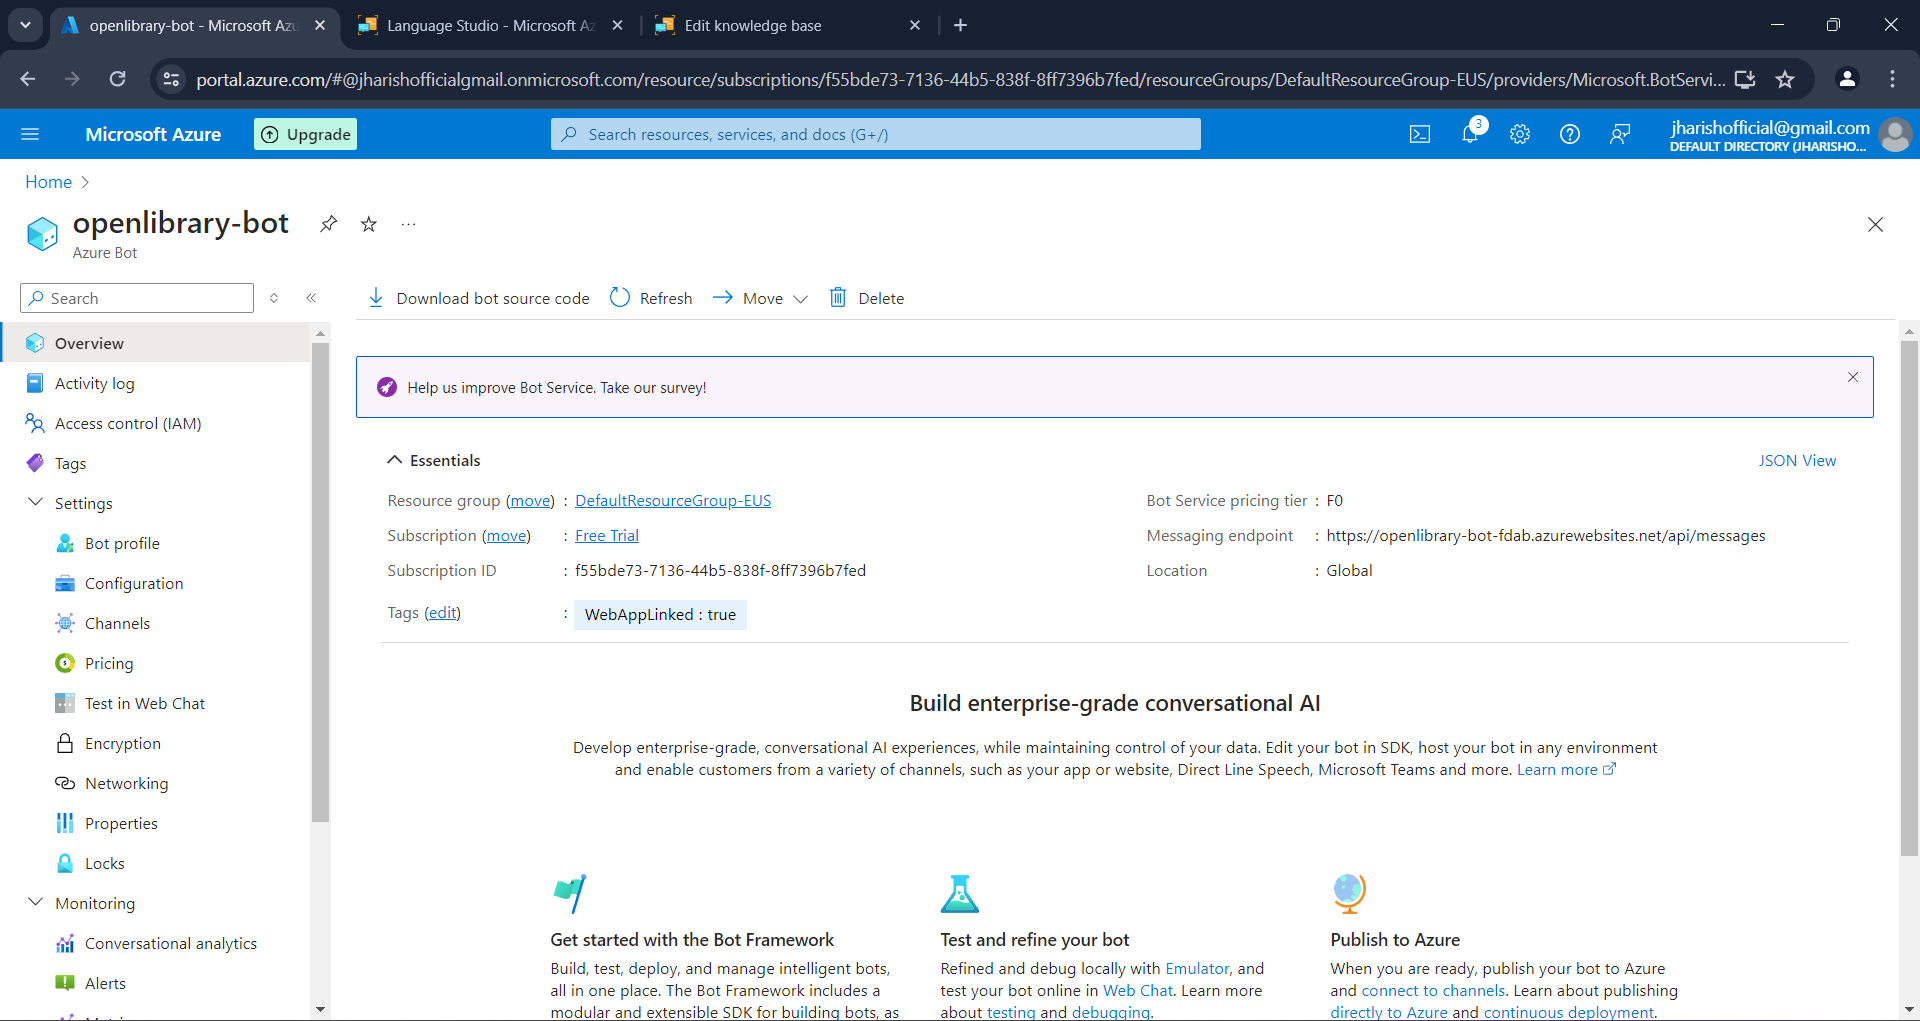 openlibrary-bot - Microsoft Azu
Language Studio - Microsoft Az
Edit knowledge base
portal.azure.com/#@jharishofficialgmail.onmicrosoft.com/resource/subscriptions/f55bde73-7136-44b5-838f-8ff7396b7fed/resourceGroups/DefaultResourceGroup-EUS/providers/Microsoft.BotServi...
Microsoft Azure
Upgrade
Search resources, services, and docs (G+/)
3
jharishofficial@gmail.com
DEFAULT DIRECTORY (JHARISHO...
Home
openlibrary-bot
...
Azure Bot
Search
Download bot source code
Refresh
Move
Delete
Overview
Activity log
Access control (IAM)
Tags
Settings
Bot profile
Configuration
Channels
Pricing
Test in Web Chat
Encryption
Networking
Properties
Locks
Monitoring
Conversational analytics
Alerts
Help us improve Bot Service. Take our survey!
Essentials
JSON View
Resource group (move) : DefaultResourceGroup-EUS
Subscription (move) : Free Trial
Subscription ID : f55bde73-7136-44b5-838f-8ff7396b7fed
Tags (edit) : WebAppLinked : true
Bot Service pricing tier : F0
Messaging endpoint : https://openlibrary-bot-fdab.azurewebsites.net/api/messages
Location : Global
Build enterprise-grade conversational AI
Develop enterprise-grade, conversational AI experiences, while maintaining control of your data. Edit your bot in SDK, host your bot in any environment
and enable customers from a variety of channels, such as your app or website, Direct Line Speech, Microsoft Teams and more. Learn more
Get started with the Bot Framework
Build, test, deploy, and manage intelligent bots,
all in one place. The Bot Framework includes a
modular and extensible SDK for building bots, as
Test and refine your bot
Refined and debug locally with Emulator, and
test your bot online in Web Chat. Learn more
about testing and debugging.
Publish to Azure
When you are ready, publish your bot to Azure
and connect to channels. Learn about publishing
directly to Azure and continuous deployment.